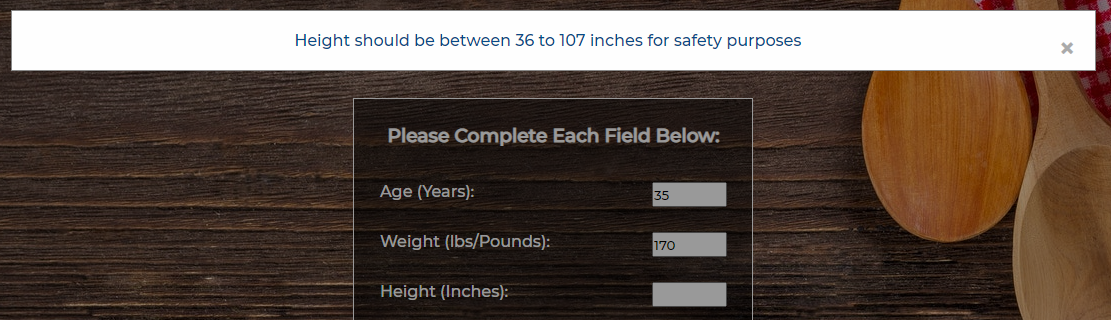 Height should be between 36 to 107 inches for safety purposes
×
Please Complete Each Field Below:
Age (Years): 35
Weight (lbs/Pounds): 170
Height (Inches):